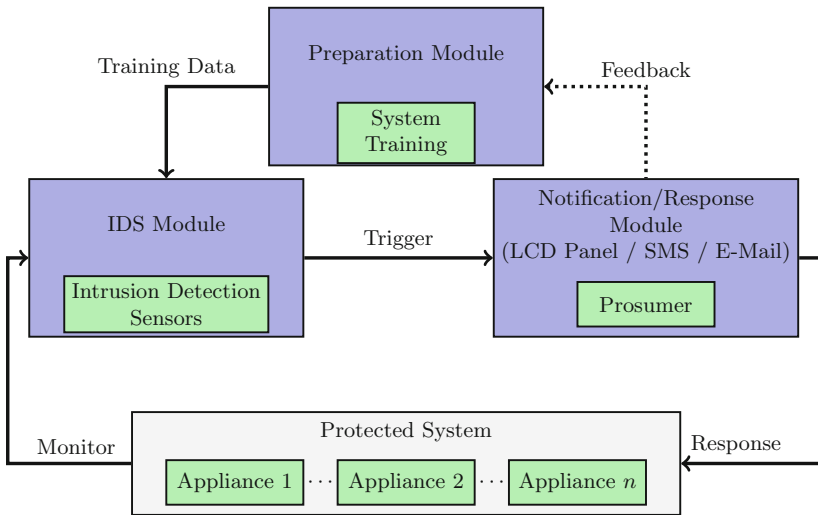 Preparation Module
Training Data
Feedback
System
Training
IDS Module
Notification/Response
Module
(LCD Panel / SMS / E-Mail)
Trigger
Intrusion Detection
Sensors
Prosumer
Protected System
Monitor
Response
Appliance 1 ··· Appliance 2 ··· Appliance n